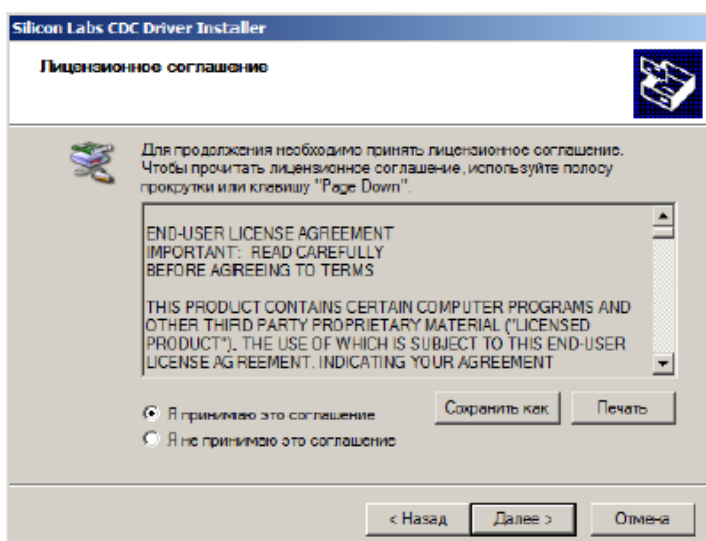 Silicon Labs CDC Driver Installer
Лицензионное соглашение
Для продолжения необходимо принять лицензионное соглашение.
Чтобы прочитать лицензионное соглашение, используйте полосу
прокрутки или клавишу "Page Down".
END-USER LICENSE AGREEMENT
IMPORTANT: READ CAREFULLY
BEFORE AGREEING TO TERMS
THIS PRODUCT CONTAINS CERTAIN COMPUTER PROGRAMS AND
OTHER THIRD PARTY PROPRIETARY MATERIAL ("LICENSED
PRODUCT"). THE USE OF WHICH IS SUBJECT TO THIS END-USER
LICENSE AGREEMENT. INDICATING YOUR AGREEMENT
Я принимаю это соглашение
Сохранить как
Печать
Я не принимаю это соглашение
< Назад
Далее >
Отмена